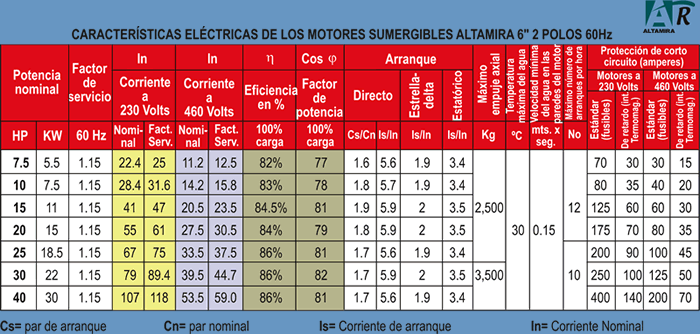 AR
ALTAMIRA
CARACTERÍSTICAS ELÉCTRICAS DE LOS MOTORES SUMERGIBLES ALTAMIRA 6" 2 POLOS 60Hz
Potencia nominal
Factor de servicio
In
Corriente a 230 Volts
In
Corriente a 460 Volts
η
Eficiencia en %
Cos φ
Factor de potencia
Arranque
Directo
Estrella-delta
Estatórico
Máximo empuje axial
Temperatura máxima del agua
Velocidad mínima del agua en las paredes del motor
Máximo número de arranques por hora
Protección de corto circuito (amperes)
Motores a 230 Volts
Motores a 460 Volts
HP KW 60 Hz Nominal Fact. Serv. Nominal Fact. Serv. 100% carga 100% carga Cs/Cn Is/In Is/In Is/In Kg ºC mts. x seg. No Estándar (fusibles) De retardo (int. Termomag.) Estándar (fusibles) De retardo (int. Termomag.)
7.5 5.5 1.15 22.4 25 11.2 12.5 82% 77 1.6 5.6 1.9 3.4 70 30 30 15
10 7.5 1.15 28.4 31.6 14.2 15.8 83% 78 1.8 5.7 1.9 3.4 80 35 40 20
15 11 1.15 41 47 20.5 23.5 84.5% 81 1.9 5.9 2 3.5 2,500 12 125 60 60 30
20 15 1.15 55 61 27.5 30.5 84% 79 1.8 5.9 2 3.5 30 0.15 175 70 80 35
25 18.5 1.15 67 75 33.5 37.5 86% 81 1.7 5.6 1.9 3.4 200 90 100 45
30 22 1.15 79 89.4 39.5 44.7 86% 82 1.7 5.9 2 3.4 3,500 10 250 100 125 50
40 30 1.15 107 118 53.5 59.0 86% 81 1.7 5.6 1.9 3.4 400 140 200 70
Cs= par de arranque Cn= par nominal Is= Corriente de arranque In= Corriente Nominal